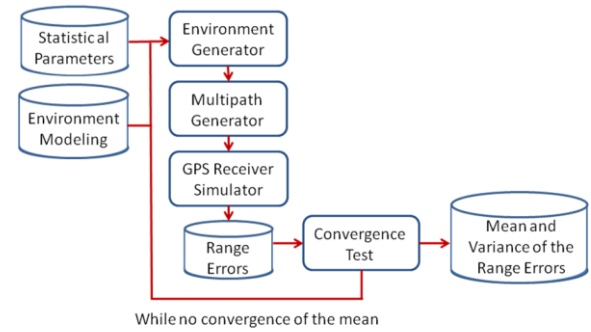 Statistical
Parameters
Environment
Generator
Environment
Modeling
Multipath
Generator
GPS Receiver
Simulator
Range
Errors
Convergence
Test
Mean and
Variance of the
Range Errors
While no convergence of the mean